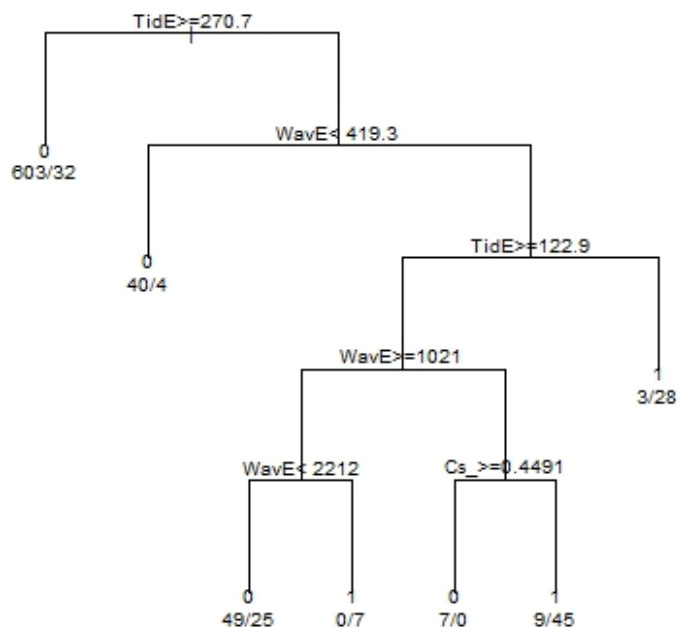 TidE>=270.7
0
603/32
WavE< 419.3
0
40/4
TidE>=122.9
1
3/28
WavE>=1021
WavE< 2212
Cs_>=0.4491
0
49/25
1
0/7
0
7/0
1
9/45